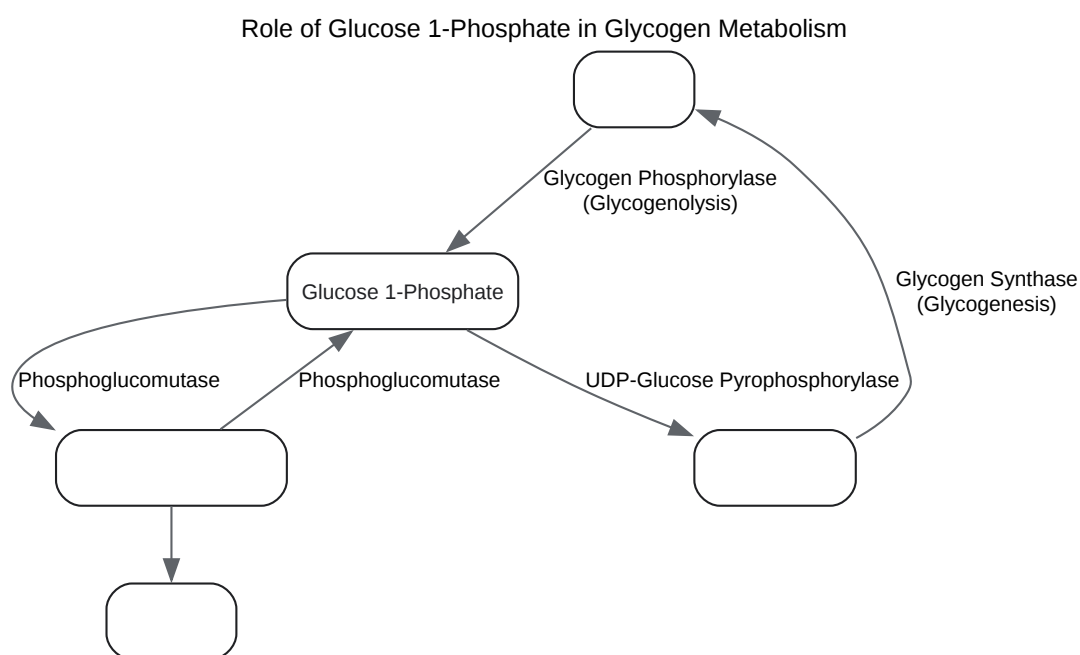 Role of Glucose 1-Phosphate in Glycogen Metabolism
Glycogen Phosphorylase
(Glycogenolysis)
Glycogen Synthase
(Glycogenesis)
Glucose 1-Phosphate
Phosphoglucomutase
Phosphoglucomutase
UDP-Glucose Pyrophosphorylase